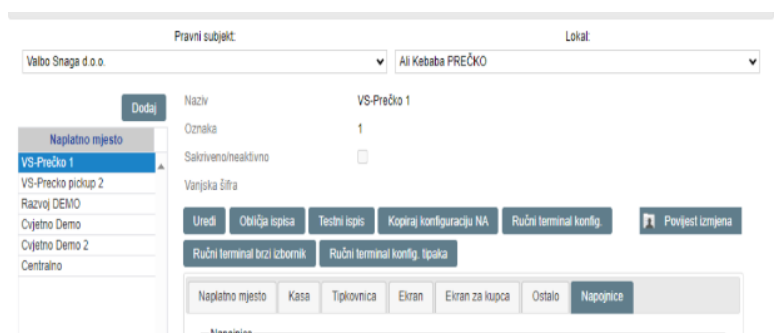 Pravni subjekt: Lokal:
Valbo Snaga d.o.o. Ali Kebaba PREČKO
Dodaj
Naplatno mjesto
VS-Prečko 1
VS-Precko pickup 2
Razvoj DEMO
Cvjetno Demo
Cvjetno Demo 2
Centralno
Naziv VS-Prečko 1
Oznaka 1
Sakriveno/neaktivno
Vanjska šifra
Uredi Obličja ispisa Testni ispis Kopiraj konfiguraciju NA Ručni terminal konfig. Povijest izmjena
Ručni terminal brzi izbornik Ručni terminal konfig. tipaka
Naplatno mjesto Kasa Tipkovnica Ekran Ekran za kupca Ostalo Napojnice
Napojnice